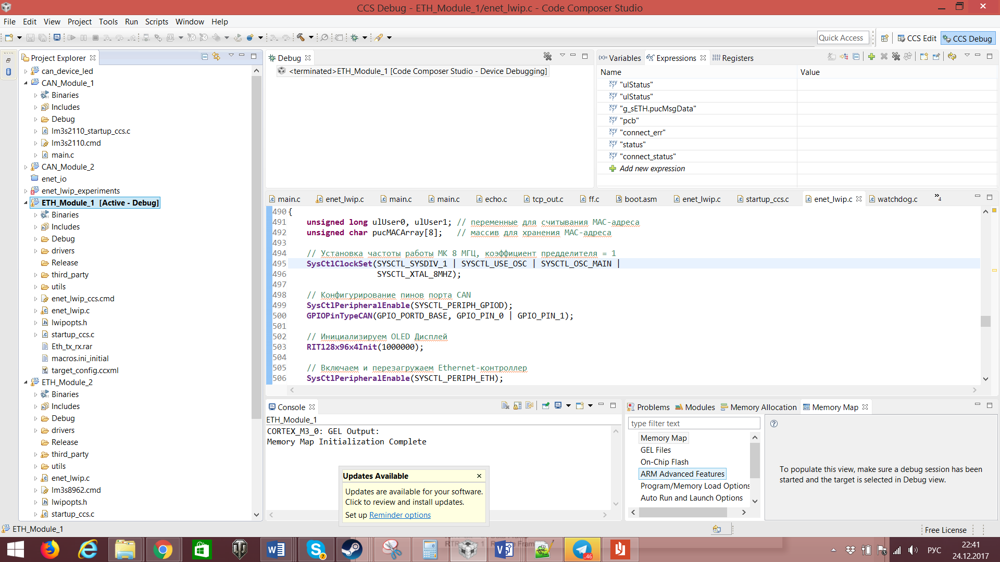 CCS Debug - ETH_Module_1/enet_lwip.c - Code Composer Studio
File Edit View Project Tools Run Scripts Window Help
Quick Access
CCS Edit
CCS Debug
Project Explorer
can_device_led
CAN_Module_1
Binaries
Includes
Debug
lm3s2110_startup_ccs.c
lm3s2110.cmd
main.c
CAN_Module_2
enet_io
enet_lwip_experiments
ETH_Module_1 [Active - Debug]
Binaries
Includes
Debug
drivers
Release
third_party
utils
enet_lwip_ccs.cmd
enet_lwip.c
lwipopts.h
startup_ccs.c
Eth_tx_rx.rar
macros.ini_initial
target_config.ccxml
ETH_Module_2
Binaries
Includes
Debug
drivers
Release
third_party
utils
enet_lwip.c
lm3s8962.cmd
lwipopts.h
startup_ccs.c
Debug
<terminated>ETH_Module_1 [Code Composer Studio - Device Debugging]
Variables Expressions Registers
Name Value
"ulStatus"
"ulStatus"
"g_sETH.pucMsgData"
"pcb"
"connect_err"
"status"
"connect_status"
Add new expression
main.c enet_lwip.c main.c main.c echo.c tcp_out.c ff.c boot.asm enet_lwip.c startup_ccs.c enet_lwip.c watchdog.c »4
490 {
491 unsigned long ulUser0, ulUser1; // переменные для считывания MAC-адреса
492 unsigned char pucMACArray[8]; // массив для хранения MAC-адреса
493
494 // Установка частоты работы МК 8 МГЦ, коэффициент предделителя = 1
495 SysCtlClockSet(SYSCTL_SYSDIV_1 | SYSCTL_USE_OSC | SYSCTL_OSC_MAIN |
496 SYSCTL_XTAL_8MHZ);
497
498 // Конфигурирование пинов порта CAN
499 SysCtlPeripheralEnable(SYSCTL_PERIPH_GPIOD);
500 GPIOPinTypeCAN(GPIO_PORTD_BASE, GPIO_PIN_0 | GPIO_PIN_1);
501
502 // Инициализируем OLED Дисплей
503 RIT128x96x4Init(1000000);
504
505 // Включаем и перезагружаем Ethernet-контроллер
506 SysCtlPeripheralEnable(SYSCTL_PERIPH_ETH);
Console
ETH_Module_1
CORTEX_M3_0: GEL Output:
Memory Map Initialization Complete
Updates Available
Updates are available for your software.
Click to review and install updates.
Set up Reminder options
Problems Modules Memory Allocation Memory Map
type filter text
Memory Map
GEL Files
On-Chip Flash
ARM Advanced Features
Program/Memory Load Options
Auto Run and Launch Options
To populate this view, make sure a debug session has been
started and the target is selected in Debug view.
ETH_Module_1
Free License
7
..46
РУС
22:41
24.12.2017